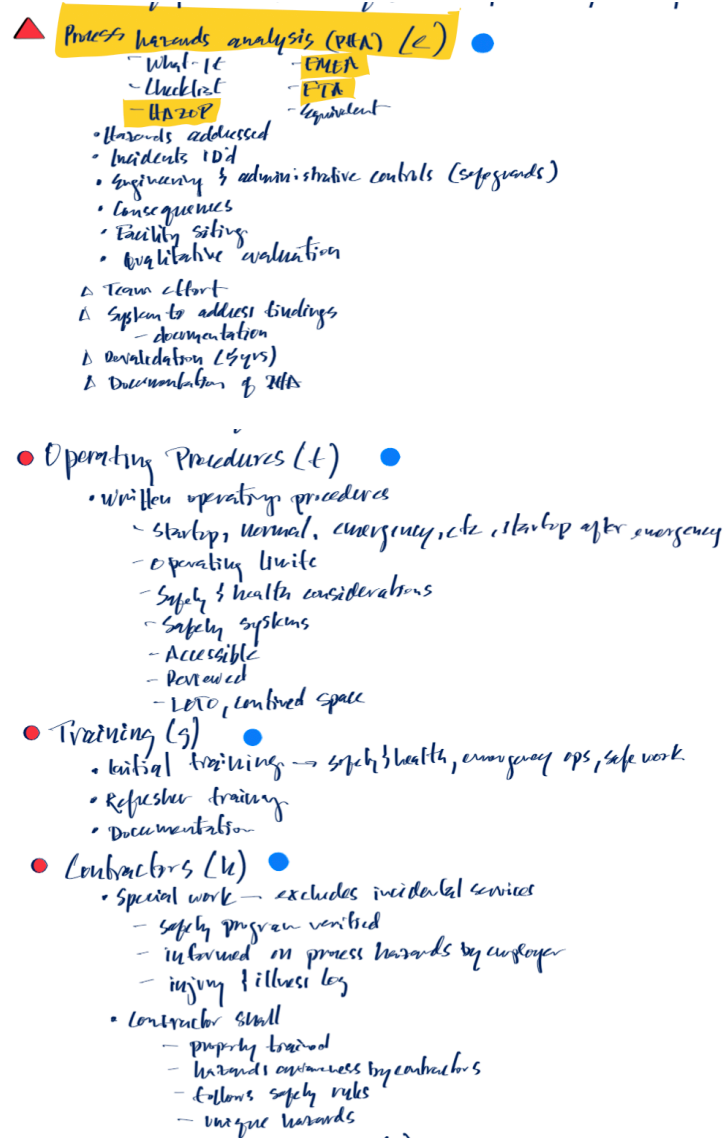 Process hazards analysis (PHA) (e)
- What-If - FMEA
- Checklist - FTA
- HAZOP - Equivalent
• Hazards addressed
• Incidents ID'd
• Engineering & administrative controls (safeguards)
• Consequences
• Facility siting
• Qualitative evaluation
Δ Team effort
Δ System to address findings
- documentation
Δ Revalidation (5yrs)
Δ Documentation of PHA
Operating Procedures (f)
• Written operating procedures
- Startup, normal, emergency, etc, startup after emergency
- Operating limits
- Safety & health considerations
- Safety systems
- Accessible
- Reviewed
- LOTO, confined space
Training (g)
• Initial training → safety & health, emergency ops, safe work
• Refresher training
• Documentation
Contractors (h)
• Special work — excludes incidental services
- safety program verified
- informed on process hazards by employer
- injury & illness log
• Contractor shall
- properly trained
- hazards awareness by contractors
- follows safety rules
- unique hazards